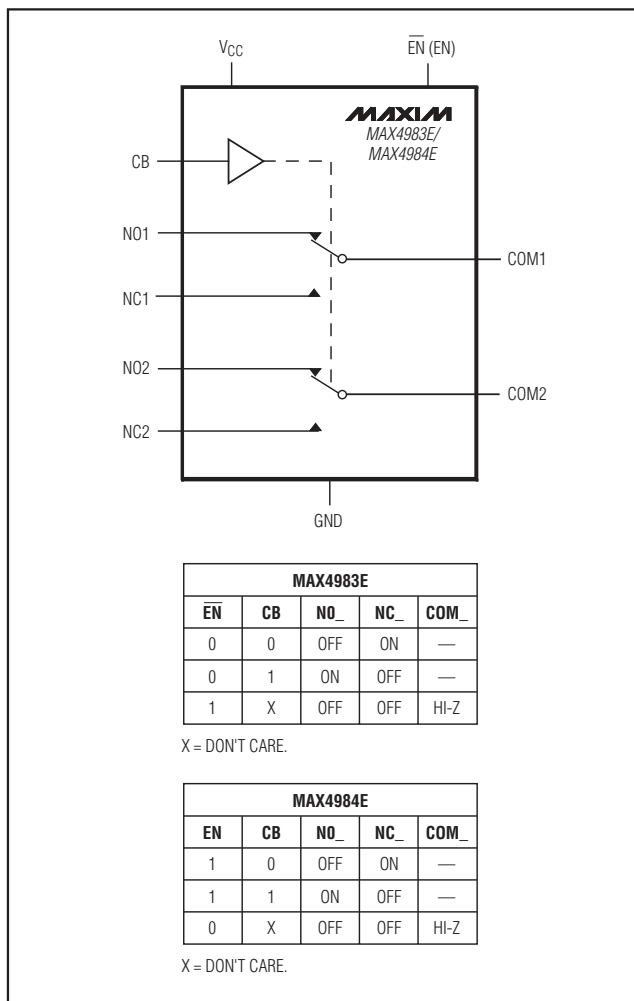 VCC
EN (EN)
MAXIM
MAX4983E/
MAX4984E
CB
NO1
COM1
NC1
NO2
COM2
NC2
GND
MAX4983E
EN CB NO_ NC_ COM_
0 0 OFF ON —
0 1 ON OFF —
1 X OFF OFF HI-Z
X = DON'T CARE.
MAX4984E
EN CB NO_ NC_ COM_
1 0 OFF ON —
1 1 ON OFF —
0 X OFF OFF HI-Z
X = DON'T CARE.